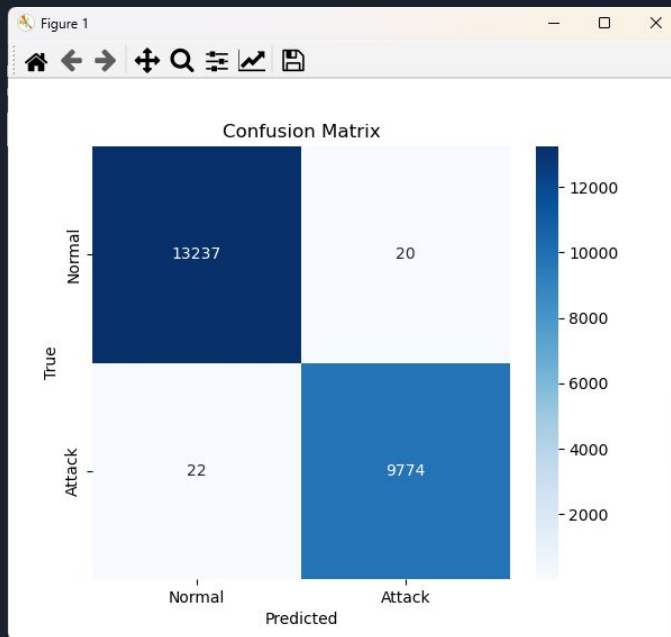 Figure 1
Confusion Matrix
Normal
13237
20
True
Attack
22
9774
Normal
Attack
Predicted
12000
10000
8000
6000
4000
2000